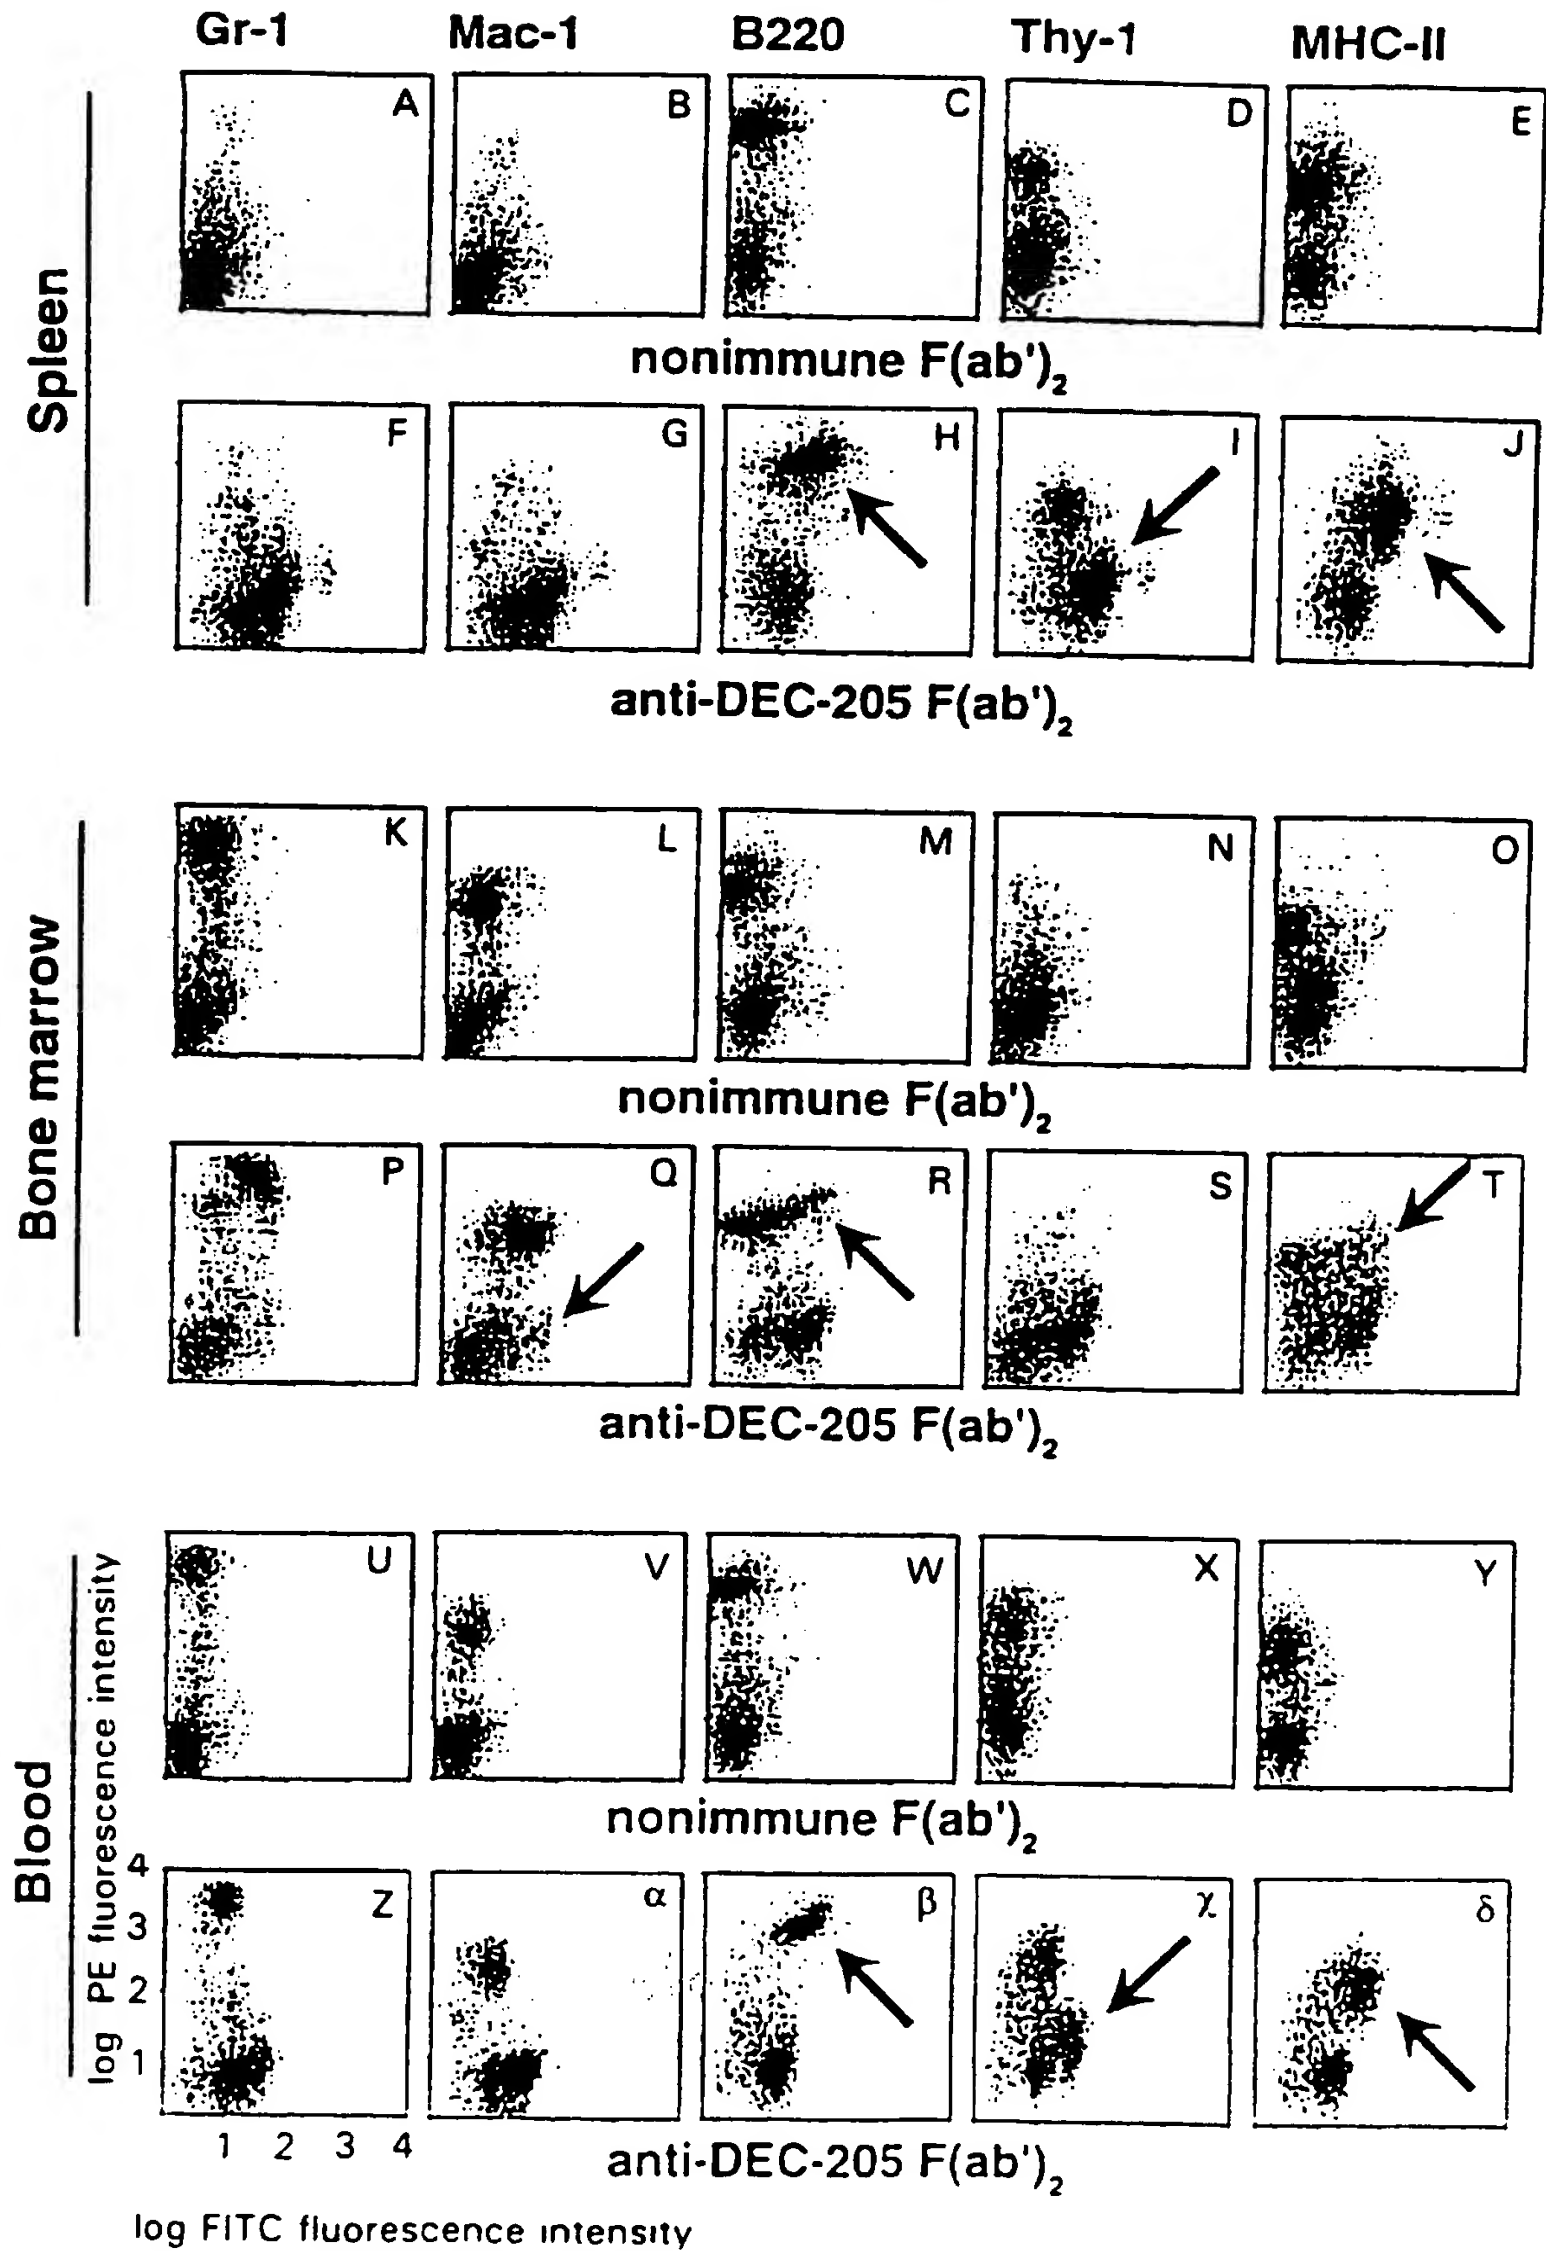 Gr-1 Mac-1 B220 Thy-1 MHC-II
Spleen
A B C D E
nonimmune F(ab')2
F G H I J
anti-DEC-205 F(ab')2
Bone marrow
K L M N O
nonimmune F(ab')2
P Q R S T
anti-DEC-205 F(ab')2
Blood
log PE fluorescence intensity
U V W X Y
nonimmune F(ab')2
Z α β χ δ
4
3
2
1
1 2 3 4
anti-DEC-205 F(ab')2
log FITC fluorescence intensity